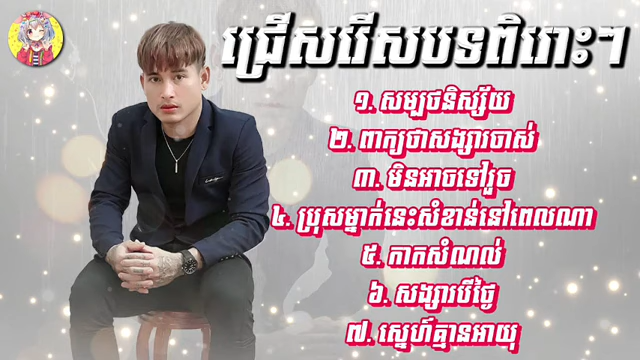 ជ្រើសរើសបទពិរោះៗ
១. សម្បថនិស្ស័យ
២. ពាក្យថាសង្សារចាស់
៣. មិនអាចទៅរួច
៤. ប្រុសម្នាក់នេះសំខាន់នៅពេលណា
៥. កាកសំណល់
៦. សង្សារបីថ្ងៃ
៧. ស្នេហ៍គ្មានអាយុ